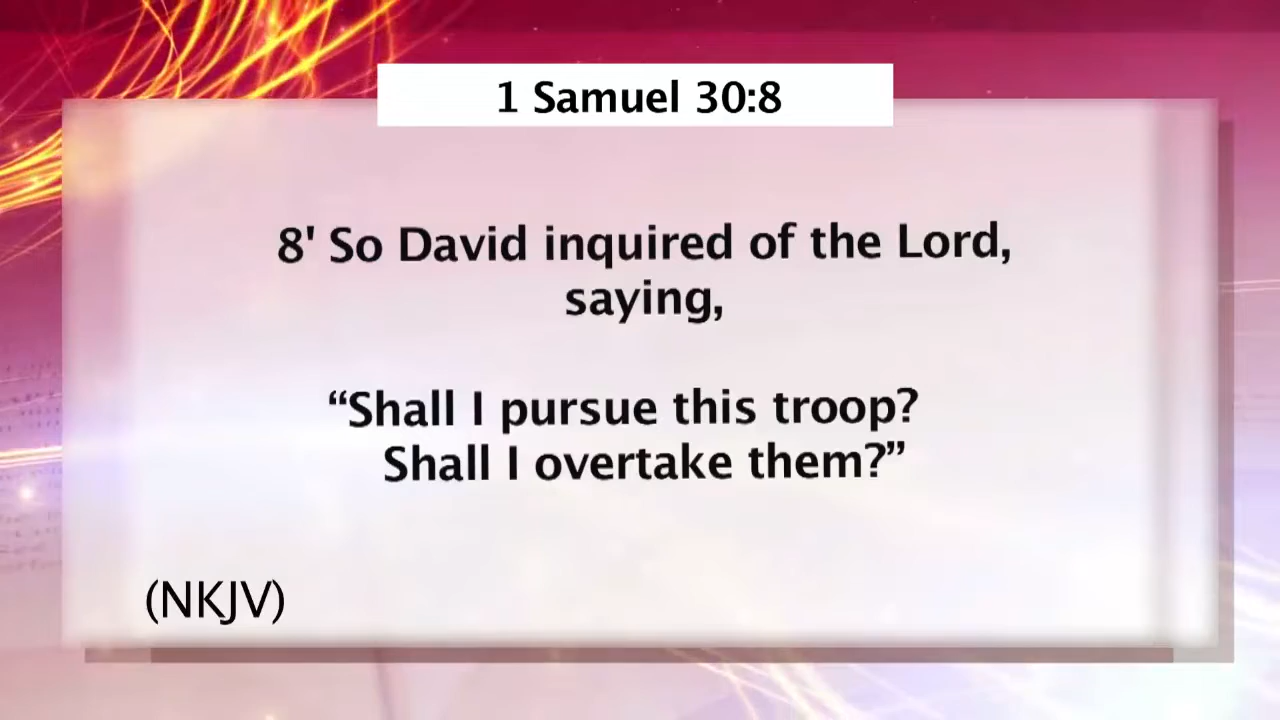 1 Samuel 30:8
8' So David inquired of the Lord,
saying,
“Shall I pursue this troop?
Shall I overtake them?”
(NKJV)